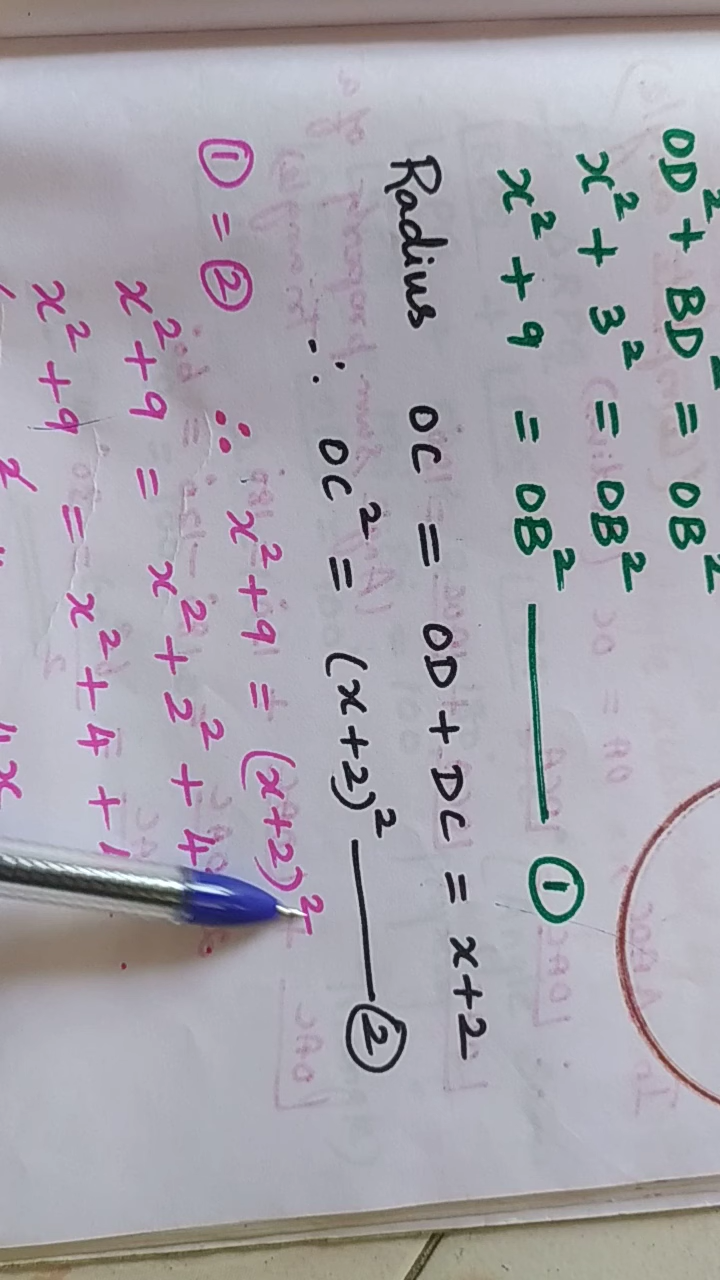 OD² + BD² = OB²
x² + 3² = OB²
x² + 9 = OB² ——— ①
Radius OC = OD + DC = x+2
∴ OC² = (x+2)² ——— ②
① = ② ∴ x²+9 = (x+2)²
x²+9 = x² + 2² + 4
x² +9 = x² + 4 +